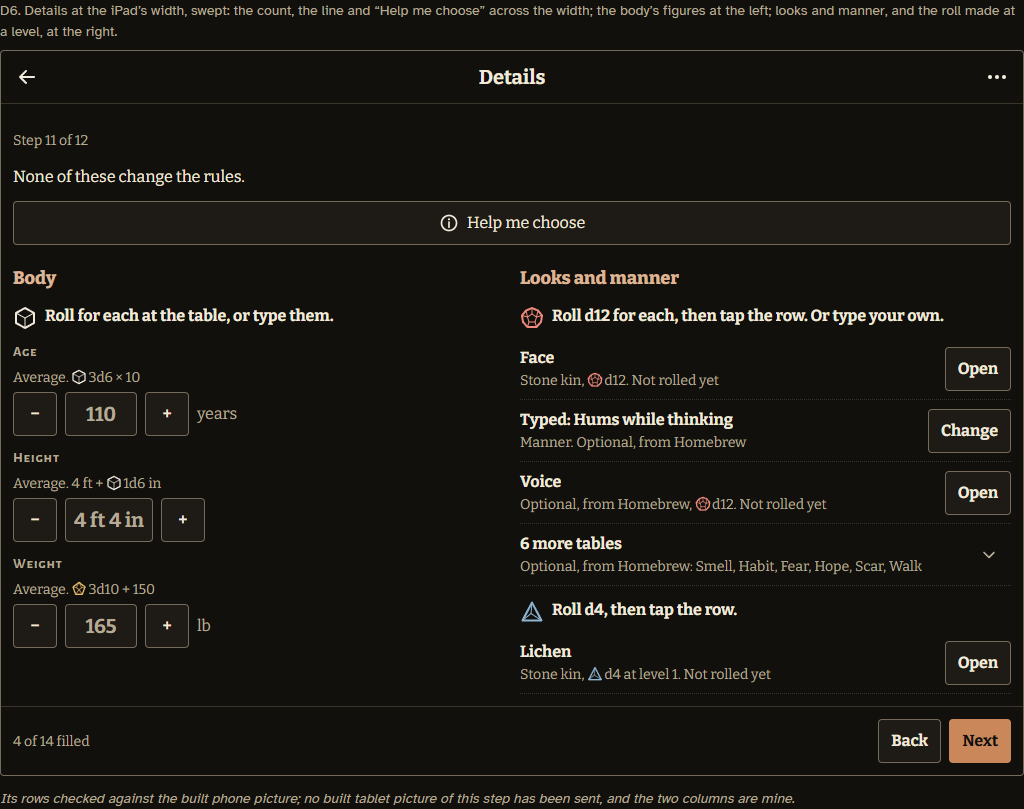 D6. Details at the iPad's width, swept: the count, the line and “Help me choose” across the width; the body's figures at the left; looks and manner, and the roll made at
a level, at the right.
Details
Step 11 of 12
None of these change the rules.
Help me choose
Body
Roll for each at the table, or type them.
AGE
Average. 3d6 × 10
− 110 + years
HEIGHT
Average. 4 ft + 1d6 in
− 4 ft 4 in +
WEIGHT
Average. 3d10 + 150
− 165 + lb
Looks and manner
Roll d12 for each, then tap the row. Or type your own.
Face
Stone kin, d12. Not rolled yet
Open
Typed: Hums while thinking
Manner. Optional, from Homebrew
Change
Voice
Optional, from Homebrew, d12. Not rolled yet
Open
6 more tables
Optional, from Homebrew: Smell, Habit, Fear, Hope, Scar, Walk
Roll d4, then tap the row.
Lichen
Stone kin, d4 at level 1. Not rolled yet
Open
4 of 14 filled
Back
Next
Its rows checked against the built phone picture; no built tablet picture of this step has been sent, and the two columns are mine.